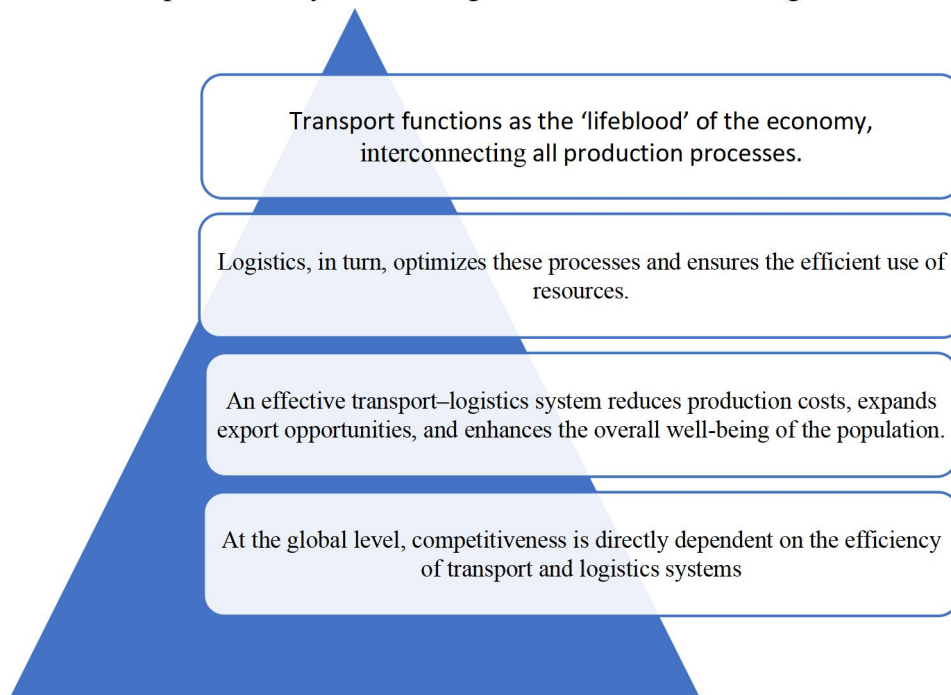 Transport functions as the ‘lifeblood’ of the economy,
interconnecting all production processes.
Logistics, in turn, optimizes these processes and ensures the efficient use of
resources.
An effective transport–logistics system reduces production costs, expands
export opportunities, and enhances the overall well-being of the population.
At the global level, competitiveness is directly dependent on the efficiency
of transport and logistics systems